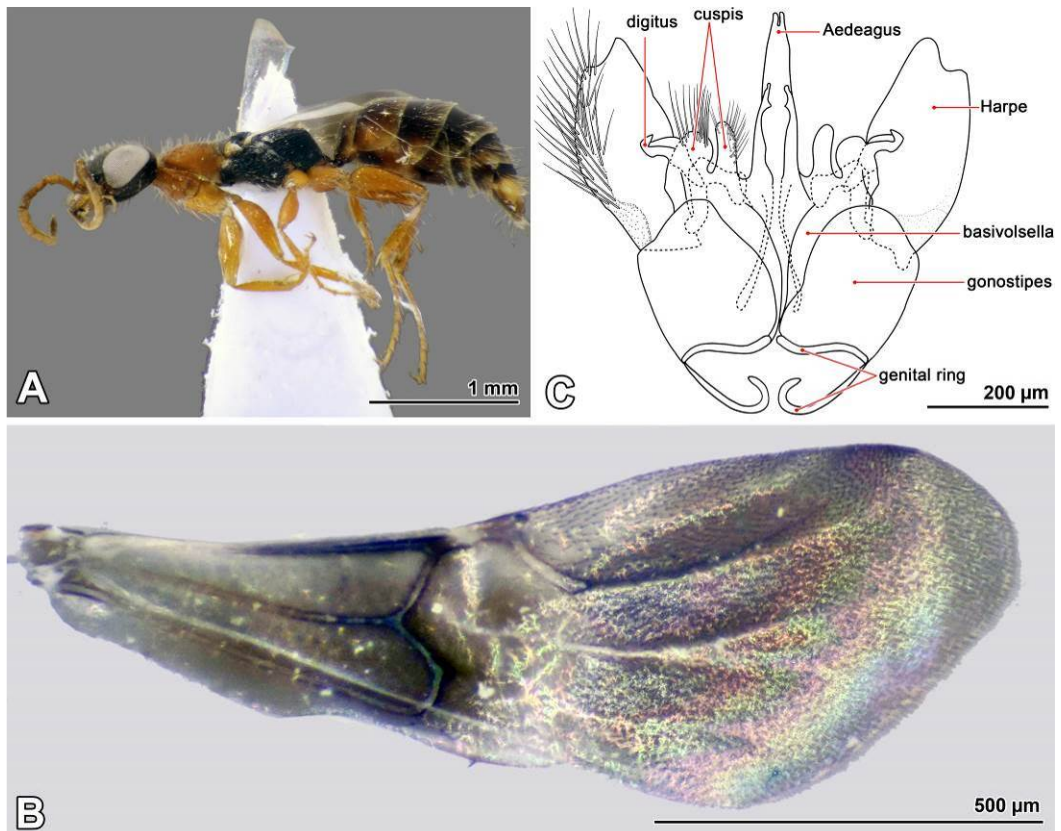 A
1 mm
digitus
cuspis
Aedeagus
Harpe
basivolsella
gonostipes
genital ring
C
200 µm
B
500 µm